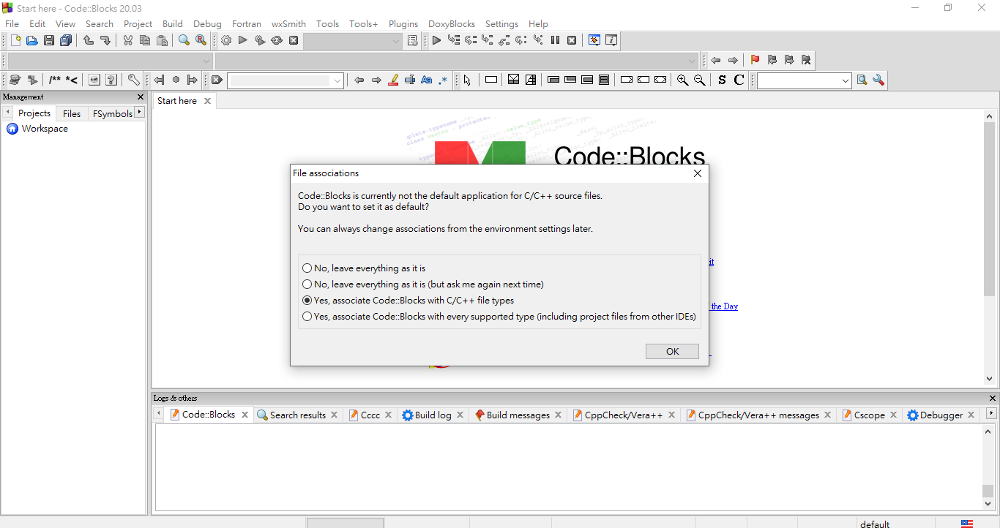 Start here - Code::Blocks 20.03
File Edit View Search Project Build Debug Fortran wxSmith Tools Tools+ Plugins DoxyBlocks Settings Help
/** *<
Aa .*
S C
Management
Start here
Projects Files FSymbols
Workspace
Code::Blocks
File associations
Code::Blocks is currently not the default application for C/C++ source files.
Do you want to set it as default?
You can always change associations from the environment settings later.
No, leave everything as it is
No, leave everything as it is (but ask me again next time)
Yes, associate Code::Blocks with C/C++ file types
Yes, associate Code::Blocks with every supported type (including project files from other IDEs)
OK
it
the Day
Logs & others
Code::Blocks Search results Cccc Build log Build messages CppCheck/Vera++ CppCheck/Vera++ messages Cscope Debugger
default